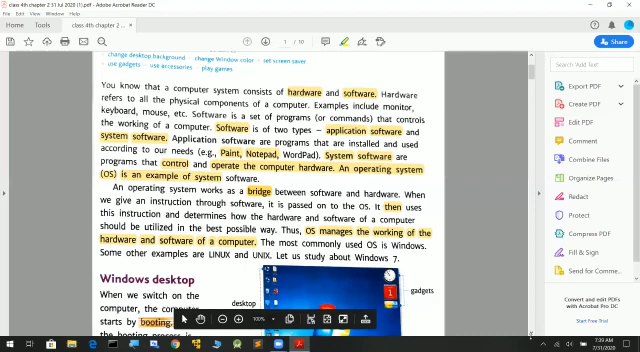 class 4th computer 2 31 Jul 2020 (1).pdf - Adobe Acrobat Reader DC
File Edit View Window Help
Home Tools class 4th computer 2 ...
1 / 10
Share
change desktop background · change Window color · set screen saver
use gadgets · use accessories · play games
You know that a computer system consists of hardware and software. Hardware
refers to all the physical components of a computer. Examples include monitor,
keyboard, mouse, etc. Software is a set of programs (or commands) that controls
the working of a computer. Software is of two types – application software and
system software. Application software are programs that are installed and used
according to our needs (e.g., Paint, Notepad, WordPad). System software are
programs that control and operate the computer hardware. An operating system
(OS) is an example of system software.
An operating system works as a bridge between software and hardware. When
we give an instruction through software, it is passed on to the OS. It then uses
this instruction and determines how the hardware and software of a computer
should be utilized in the best possible way. Thus, OS manages the working of the
hardware and software of a computer. The most commonly used OS is Windows.
Some other examples are LINUX and UNIX. Let us study about Windows 7.
Windows desktop
When we switch on the
computer, the computer
starts by booting.
the booting process is
desktop
gadgets
100%
Search 'Add Text'
Export PDF
Create PDF
Edit PDF
Comment
Combine Files
Organize Pages
Redact
Protect
Compress PDF
Fill & Sign
Send for Comme...
Convert and edit PDFs
with Acrobat Pro DC
Start Free Trial
7:39 AM
7/31/2020